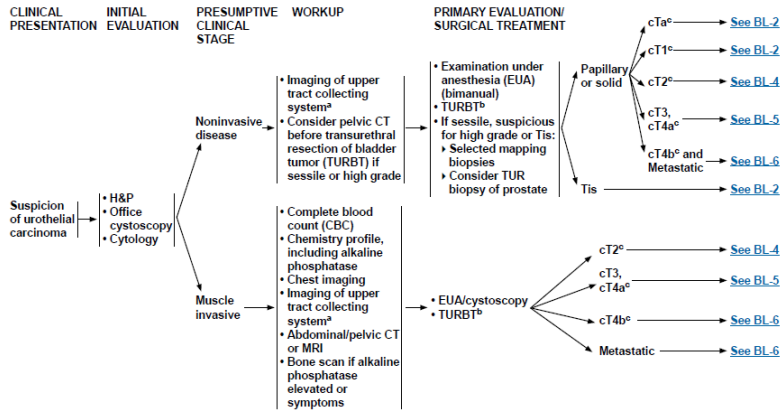 CLINICAL PRESENTATION
INITIAL EVALUATION
PRESUMPTIVE CLINICAL STAGE
WORKUP
PRIMARY EVALUATION/
SURGICAL TREATMENT
Suspicion
of urothelial
carcinoma
• H&P
• Office
cystoscopy
• Cytology
Noninvasive
disease
• Imaging of upper
tract collecting
systemᵃ
• Consider pelvic CT
before transurethral
resection of bladder
tumor (TURBT) if
sessile or high grade
• Examination under
anesthesia (EUA)
(bimanual)
• TURBTᵇ
• If sessile, suspicious
for high grade or Tis:
▸ Selected mapping
biopsies
▸ Consider TUR
biopsy of prostate
Papillary
or solid
cTaᶜ
See BL-2
cT1ᶜ
See BL-2
cT2ᶜ
See BL-4
cT3,
cT4aᶜ
See BL-5
cT4bᶜ and
Metastatic
See BL-6
Tis
See BL-2
Muscle
invasive
• Complete blood
count (CBC)
• Chemistry profile,
including alkaline
phosphatase
• Chest imaging
• Imaging of upper
tract collecting
systemᵃ
• Abdominal/pelvic CT
or MRI
• Bone scan if alkaline
phosphatase
elevated or
symptoms
• EUA/cystoscopy
• TURBTᵇ
cT2ᶜ
See BL-4
cT3,
cT4aᶜ
See BL-5
cT4bᶜ
See BL-6
Metastatic
See BL-6